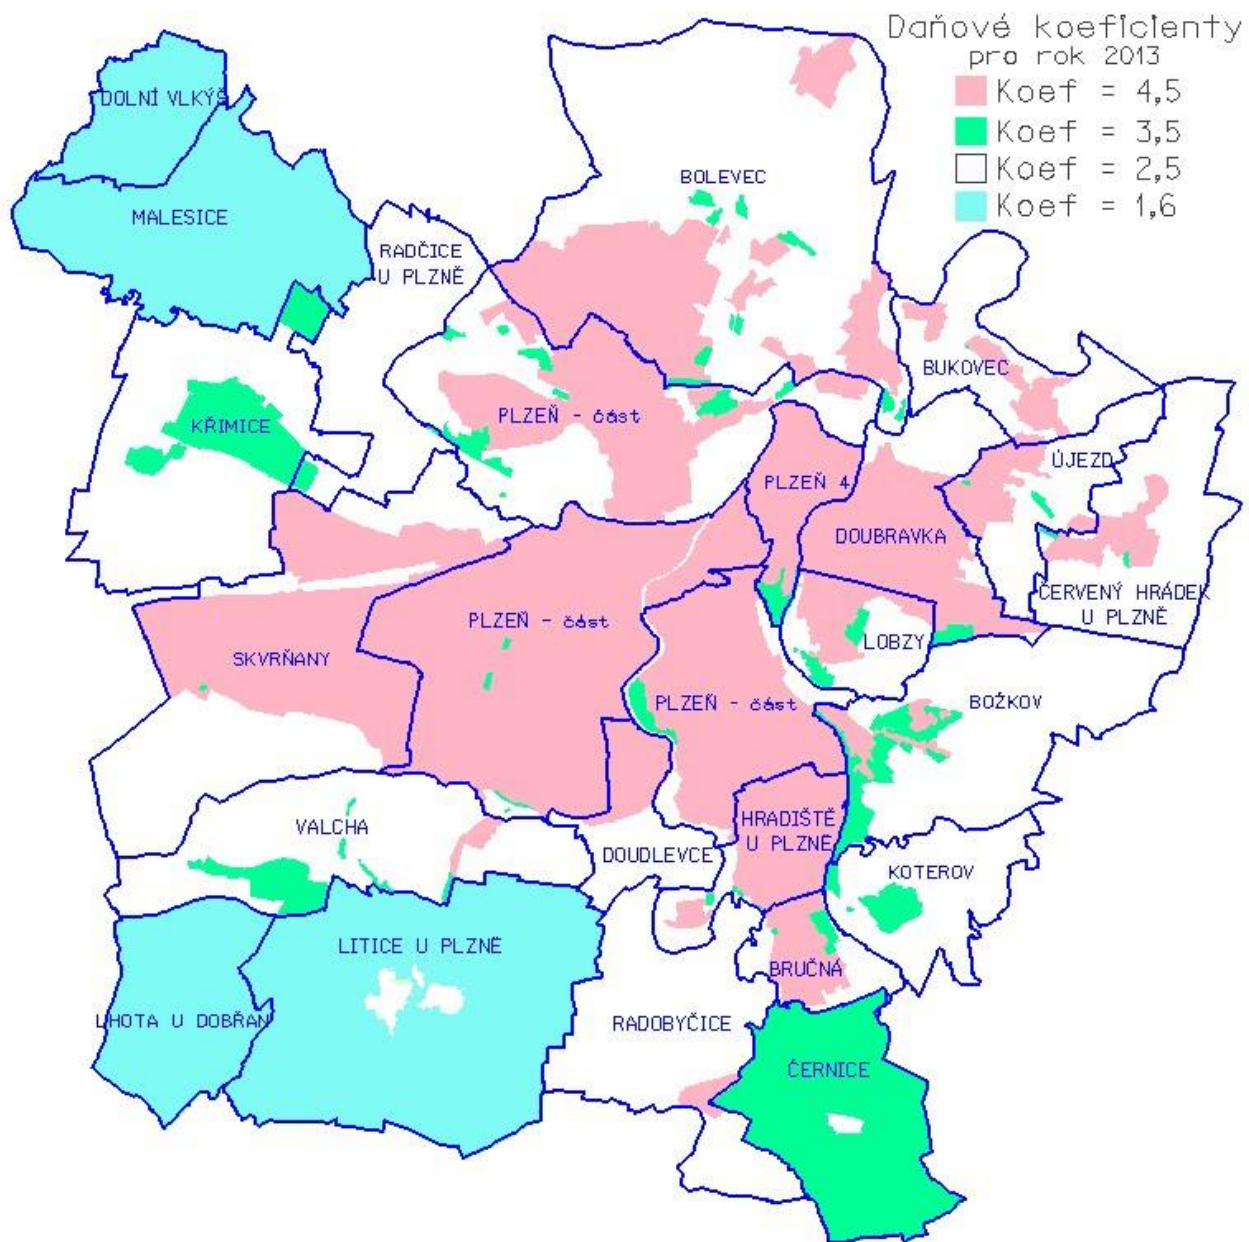 Daňové koeficienty
pro rok 2013
Koef = 4,5
Koef = 3,5
Koef = 2,5
Koef = 1,6
DOLNÍ VLKÝŠ
MALESICE
BOLEVEC
RADČICE
U PLZNĚ
BUKOVEC
KŘIMICE
PLZEŇ - část
ÚJEZD
PLZEŇ 4
DOUBRAVKA
ČERVENÝ HRÁDEK
U PLZNĚ
PLZEŇ - část
LOBZY
SKVRŇANY
PLZEŇ - část
BOŽKOV
HRADIŠTĚ
U PLZNĚ
VALCHA
DOUDLEVCE
KOTEROV
LITICE U PLZNĚ
BRUČNÁ
LHOTA U DOBŘAN
RADOBYČICE
ČERNICE